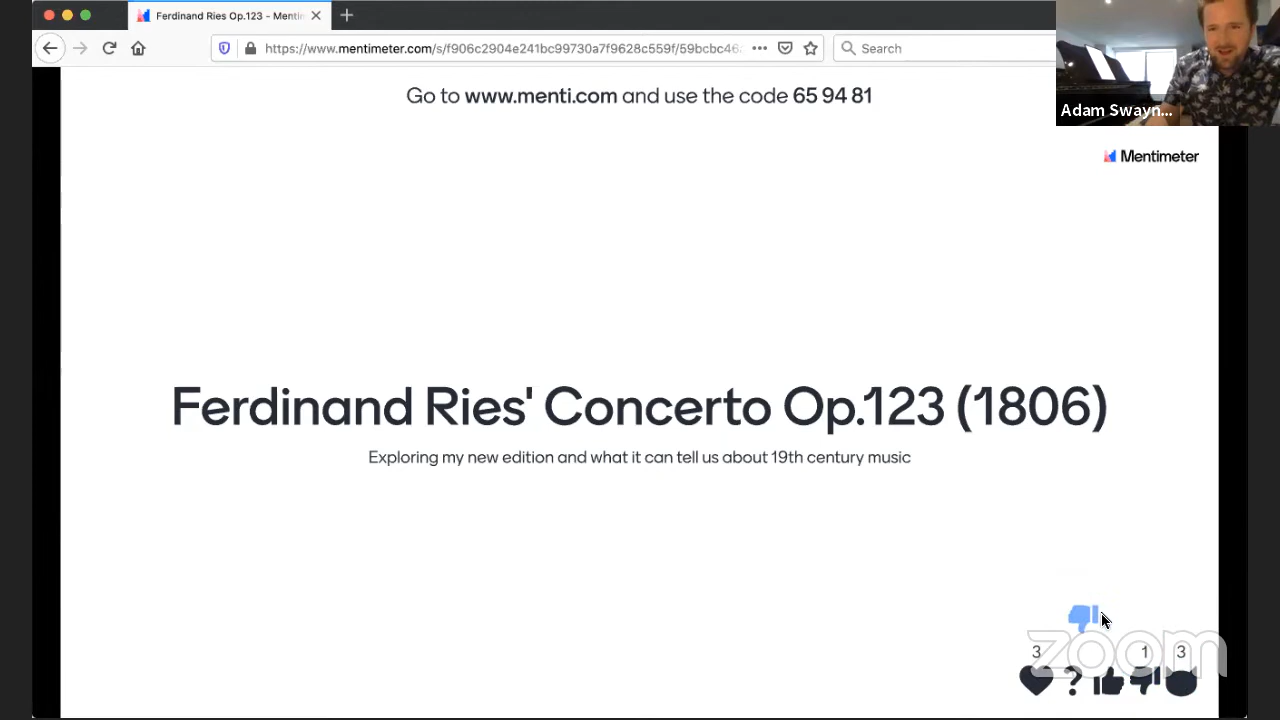 Ferdinand Ries Op.123 - Mentim
https://www.mentimeter.com/s/f906c2904e241bc99730a7f9628c559f/59bcbc46
Search
Go to www.menti.com and use the code 65 94 81
Adam Swayn...
Mentimeter
Ferdinand Ries' Concerto Op.123 (1806)
Exploring my new edition and what it can tell us about 19th century music
zoom
3
?
1
3